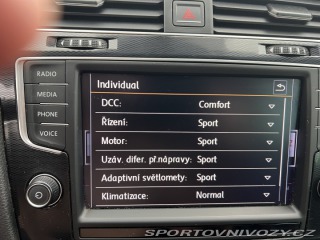 RADIO
MEDIA
PHONE
VOICE
Individual
DCC: Comfort
Řízení: Sport
Motor: Sport
Uzáv. difer. př.nápravy: Sport
Adaptivní světlomety: Sport
Klimatizace: Normal
SPORTOVNIVOZY.CZ